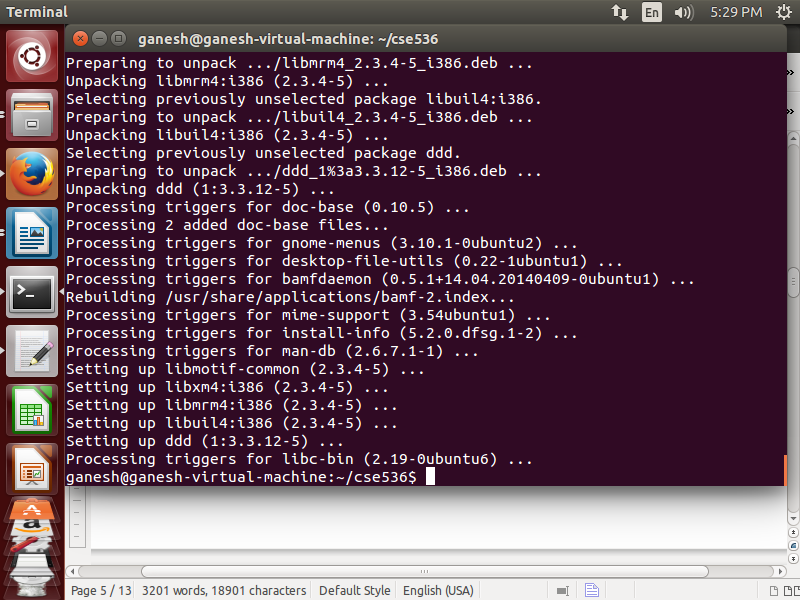 Terminal
En
5:29 PM
ganesh@ganesh-virtual-machine: ~/cse536
Preparing to unpack .../libmrm4_2.3.4-5_i386.deb ...
Unpacking libmrm4:i386 (2.3.4-5) ...
Selecting previously unselected package libuil4:i386.
Preparing to unpack .../libuil4_2.3.4-5_i386.deb ...
Unpacking libuil4:i386 (2.3.4-5) ...
Selecting previously unselected package ddd.
Preparing to unpack .../ddd_1%3a3.3.12-5_i386.deb ...
Unpacking ddd (1:3.3.12-5) ...
Processing triggers for doc-base (0.10.5) ...
Processing 2 added doc-base files...
Processing triggers for gnome-menus (3.10.1-0ubuntu2) ...
Processing triggers for desktop-file-utils (0.22-1ubuntu1) ...
Processing triggers for bamfdaemon (0.5.1+14.04.20140409-0ubuntu1) ...
Rebuilding /usr/share/applications/bamf-2.index...
Processing triggers for mime-support (3.54ubuntu1) ...
Processing triggers for install-info (5.2.0.dfsg.1-2) ...
Processing triggers for man-db (2.6.7.1-1) ...
Setting up libmotif-common (2.3.4-5) ...
Setting up libxm4:i386 (2.3.4-5) ...
Setting up libmrm4:i386 (2.3.4-5) ...
Setting up libuil4:i386 (2.3.4-5) ...
Setting up ddd (1:3.3.12-5) ...
Processing triggers for libc-bin (2.19-0ubuntu6) ...
ganesh@ganesh-virtual-machine:~/cse536$
Page 5 / 13
3201 words, 18901 characters
Default Style
English (USA)